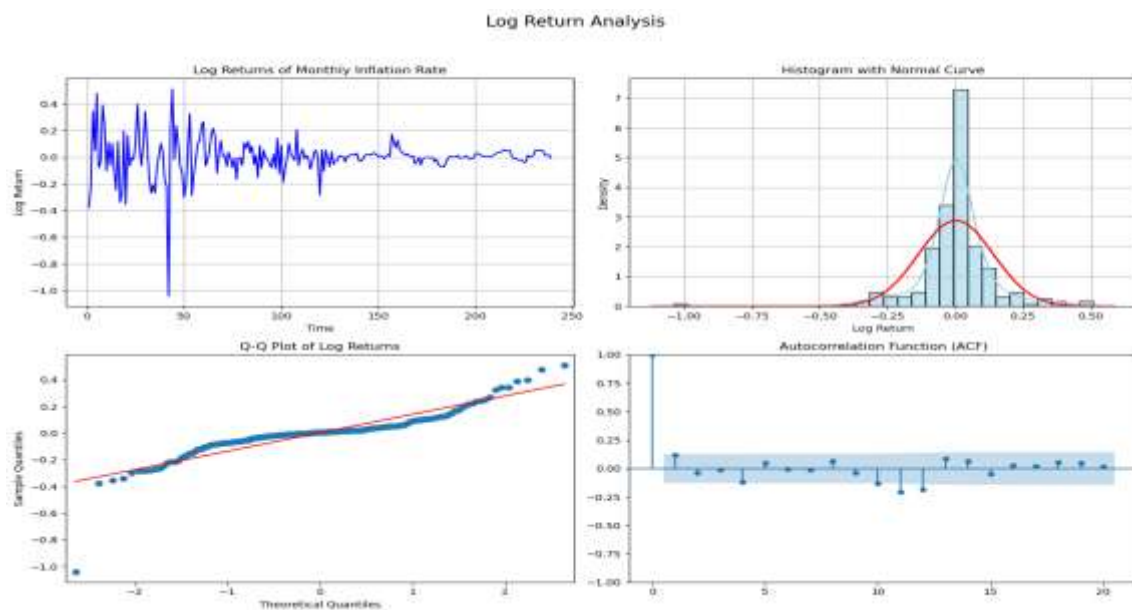 Log Return Analysis
Log Returns of Monthly Inflation Rate
Log Return
0.4
0.2
0.0
−0.2
−0.4
−0.6
−0.8
−1.0
0 50 100 150 200 250
Time
Histogram with Normal Curve
Density
7
6
5
4
3
2
1
0
−1.00 −0.75 −0.50 −0.25 0.00 0.25 0.50
Log Return
Q-Q Plot of Log Returns
Sample Quantiles
0.4
0.2
0.0
−0.2
−0.4
−0.6
−0.8
−1.0
−2 −1 0 1 2
Theoretical Quantiles
Autocorrelation Function (ACF)
1.00
0.75
0.50
0.25
0.00
−0.25
−0.50
−0.75
−1.00
0 5 10 15 20